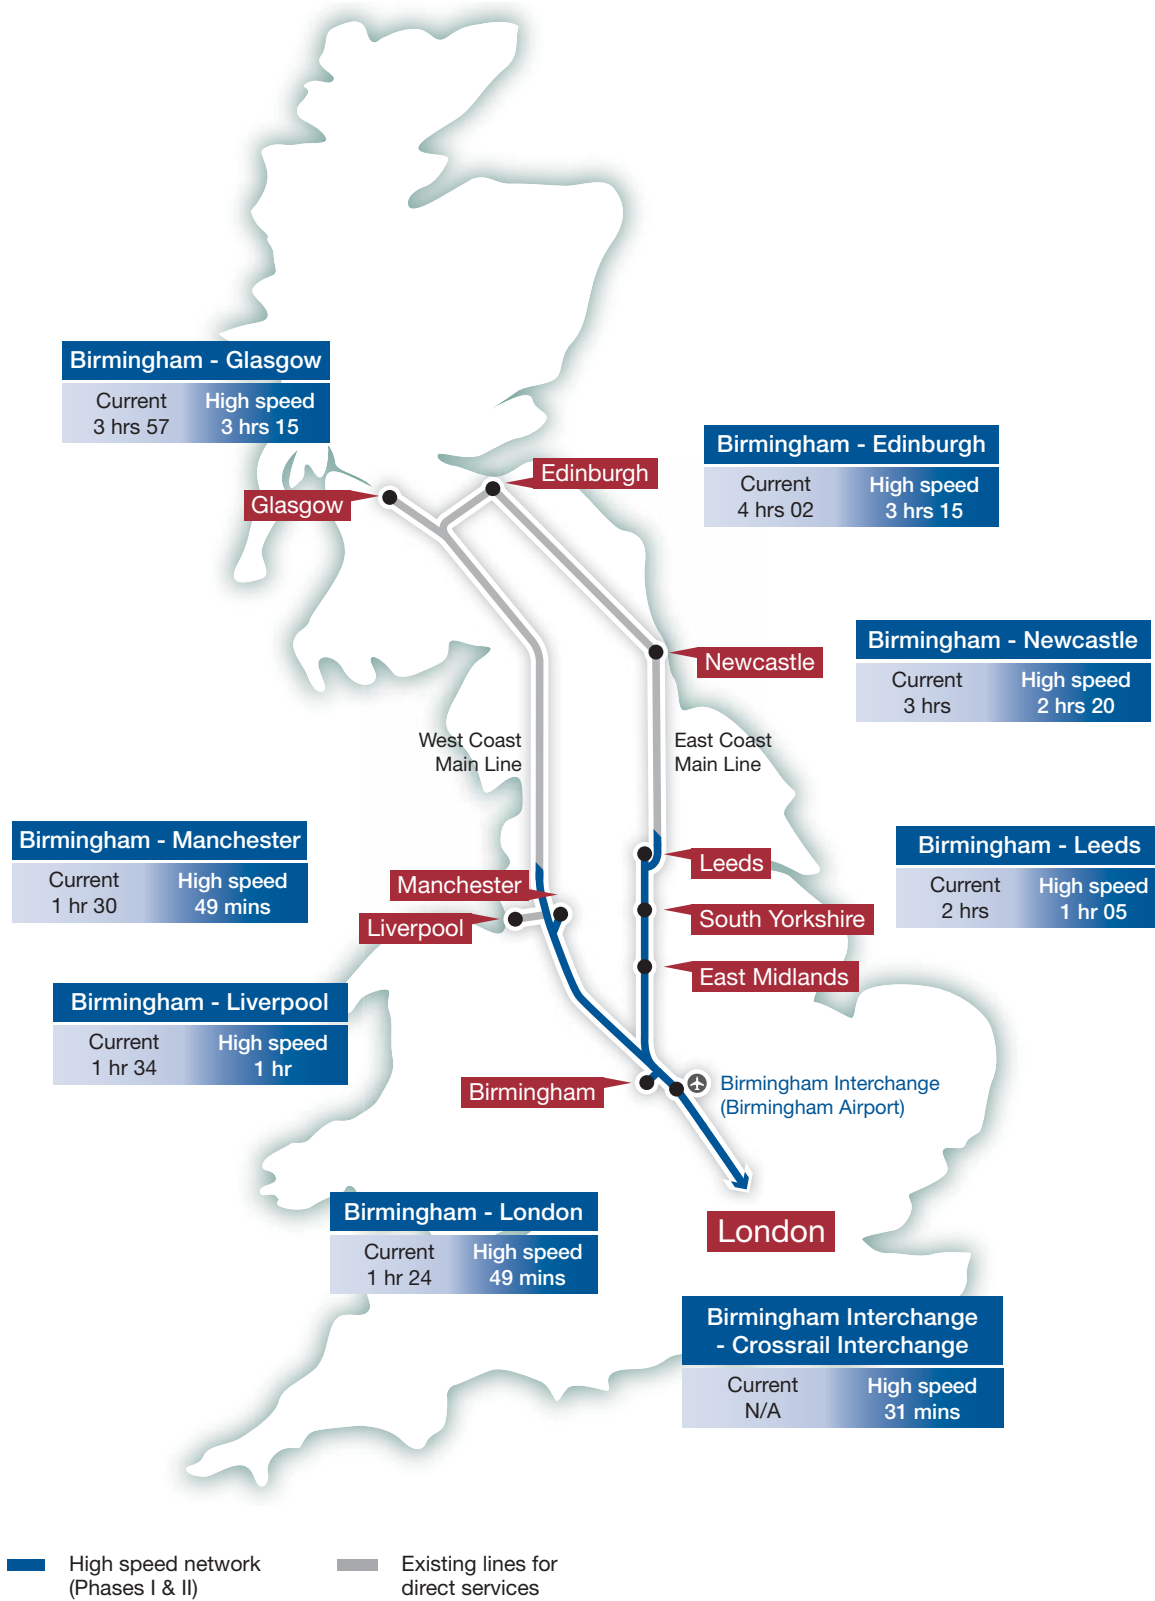 Birmingham - Glasgow
Current
3 hrs 57
High speed
3 hrs 15
Birmingham - Edinburgh
Current
4 hrs 02
High speed
3 hrs 15
Edinburgh
Glasgow
Birmingham - Newcastle
Current
3 hrs
High speed
2 hrs 20
Newcastle
West Coast
Main Line
East Coast
Main Line
Birmingham - Manchester
Current
1 hr 30
High speed
49 mins
Birmingham - Leeds
Current
2 hrs
High speed
1 hr 05
Leeds
Manchester
Liverpool
South Yorkshire
East Midlands
Birmingham - Liverpool
Current
1 hr 34
High speed
1 hr
Birmingham
Birmingham Interchange
(Birmingham Airport)
Birmingham - London
Current
1 hr 24
High speed
49 mins
London
Birmingham Interchange
- Crossrail Interchange
Current
N/A
High speed
31 mins
High speed network
(Phases I & II)
Existing lines for
direct services